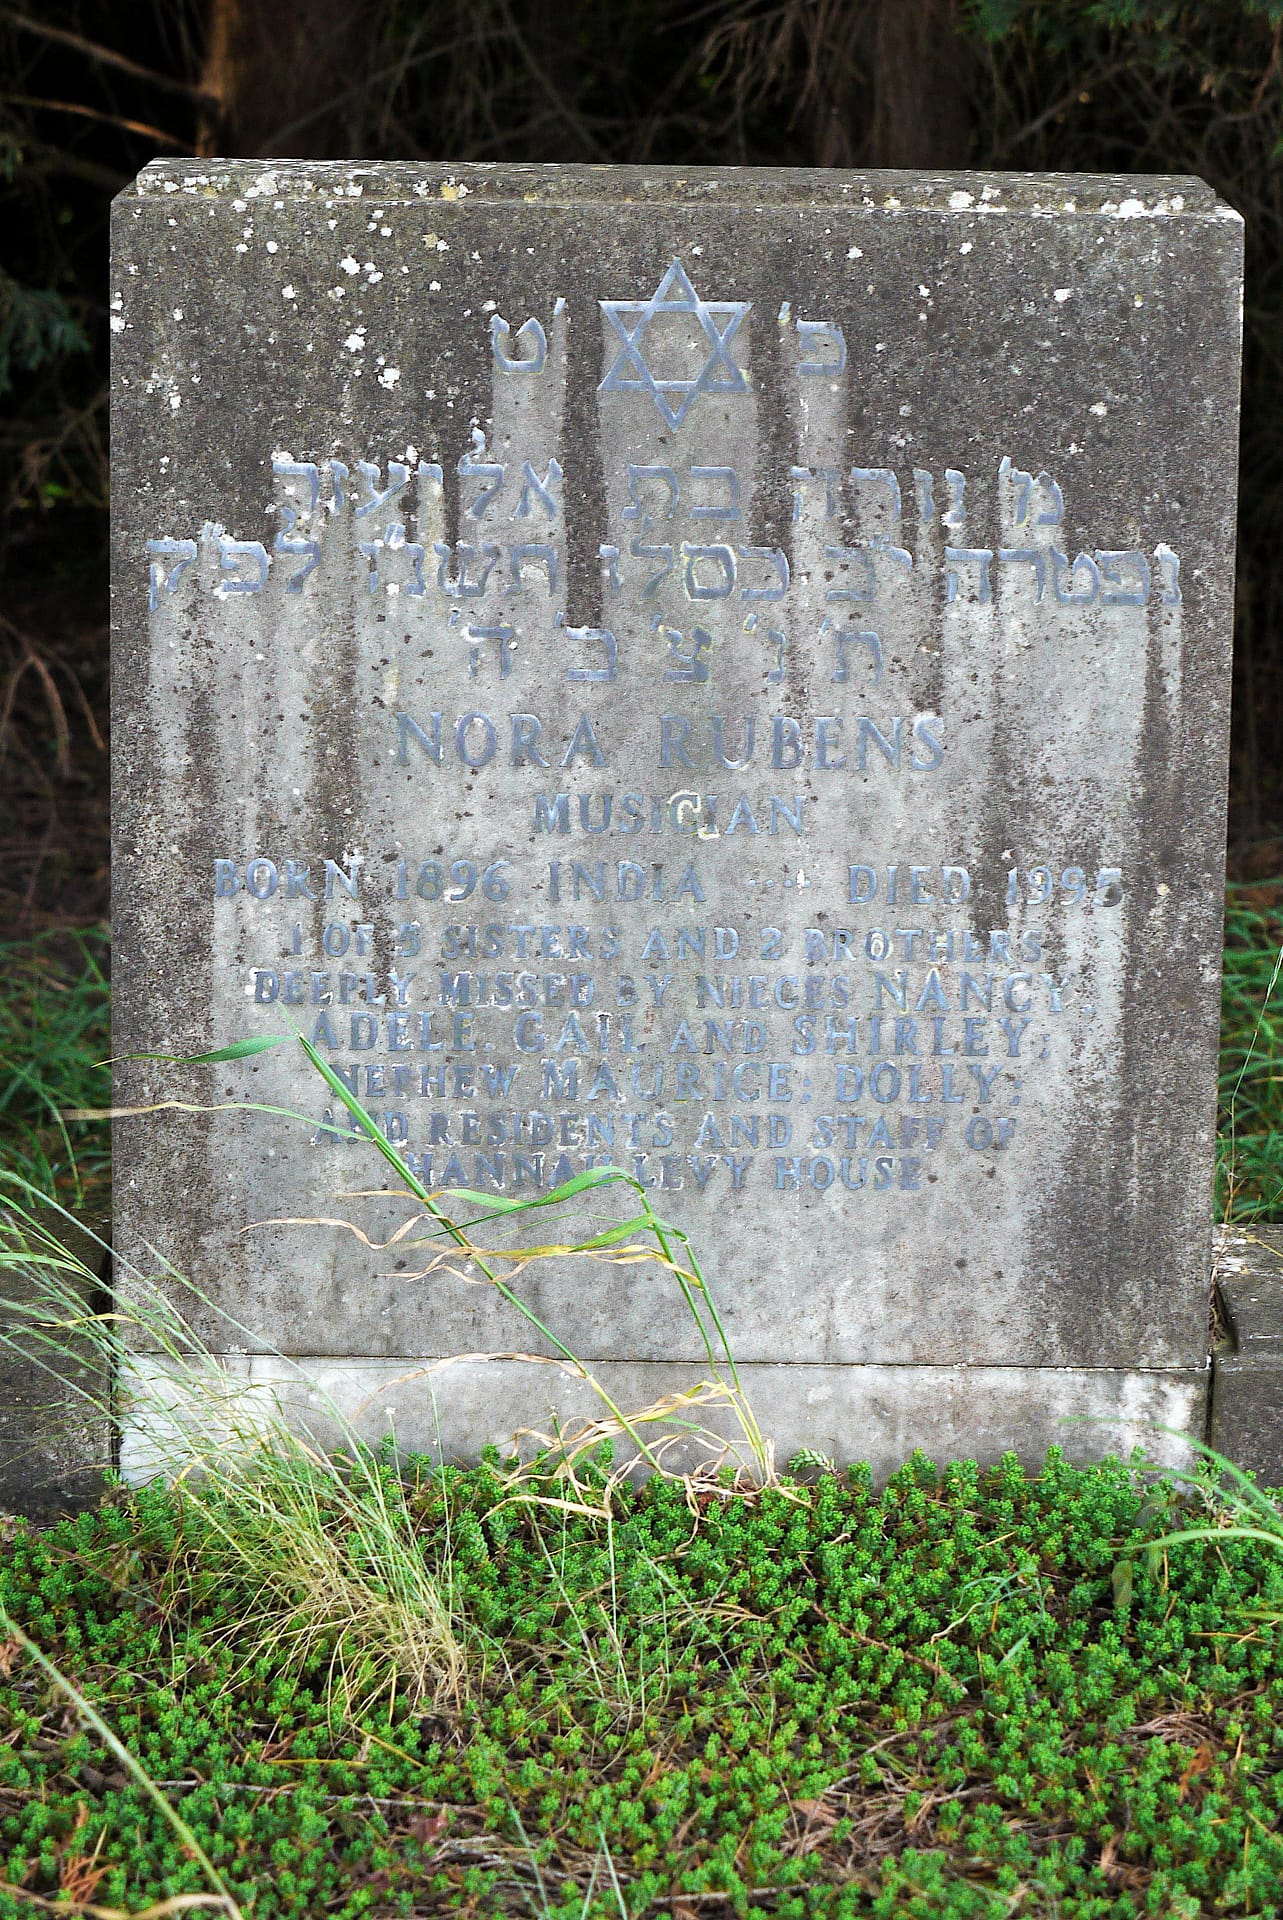 פ' ט'
מ' נורה בת אליעזר
נפטרה י"ב כסלו תשנ"ו לפ"ק
ת' נ' צ' ב' ה'
NORA RUBENS
MUSICIAN
BORN 1896 INDIA .... DIED 1995
1 OF 5 SISTERS AND 2 BROTHERS
DEEPLY MISSED BY NIECES NANCY,
ADELE, GAIL AND SHIRLEY;
NEPHEW MAURICE; DOLLY;
AND RESIDENTS AND STAFF OF
HANNAH LEVY HOUSE